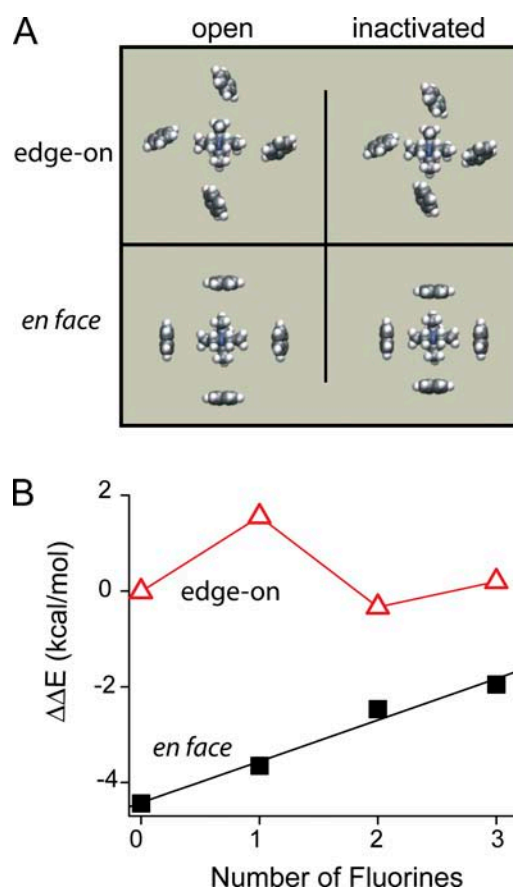 A
open inactivated
edge-on
en face
B
2
0
-2
-4
ΔΔE (kcal/mol)
edge-on
en face
0 1 2 3
Number of Fluorines